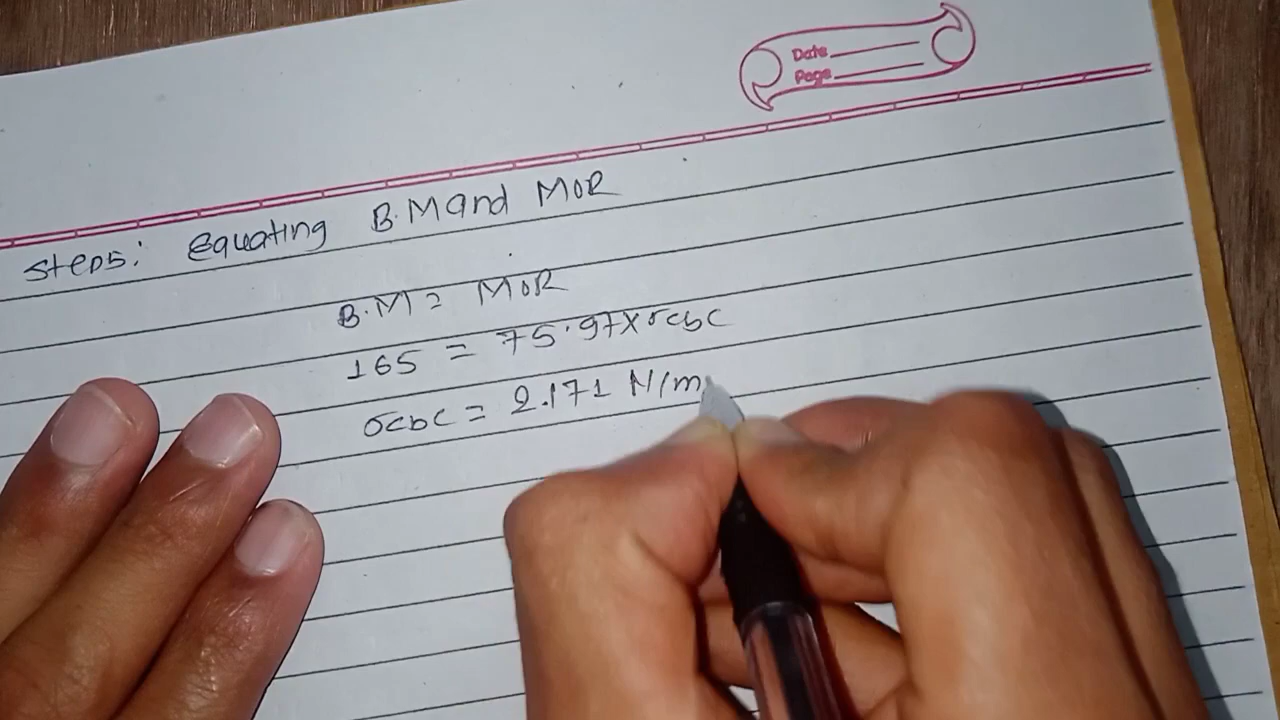 Date
Page
Step5: Equating B.M and MOR
B.M = MOR
165 = 75.97 x σcbc
σcbc = 2.171 N/m